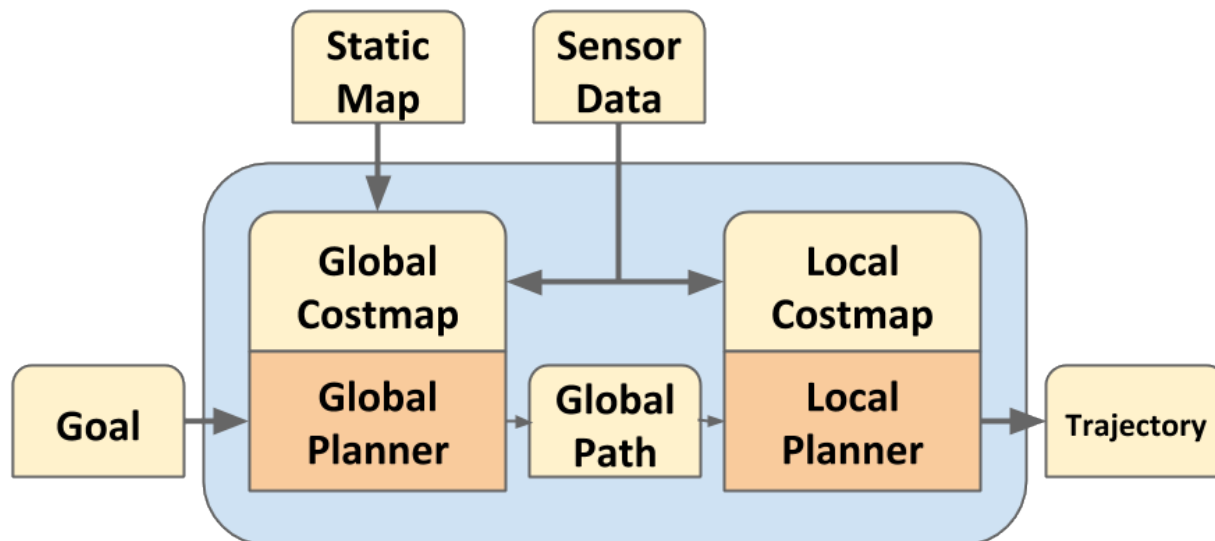 Static
Map
Sensor
Data
Global
Costmap
Local
Costmap
Goal
Global
Planner
Global
Path
Local
Planner
Trajectory